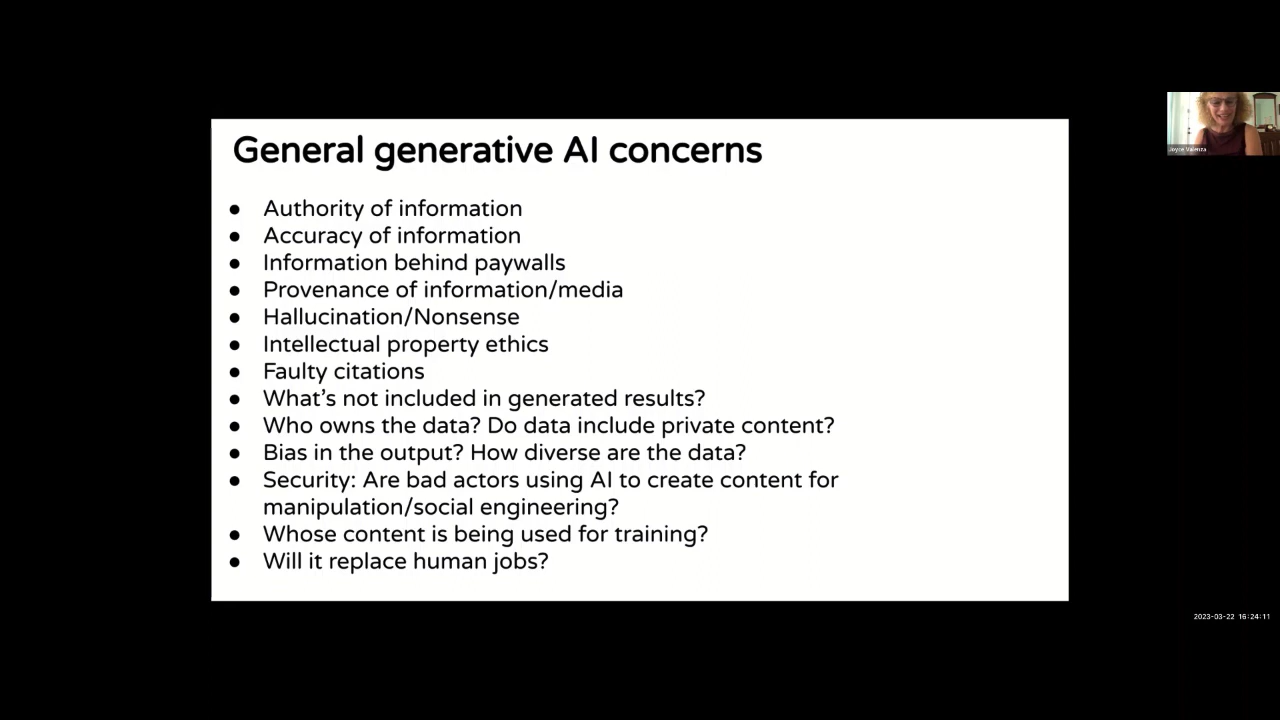 General generative AI concerns
● Authority of information
● Accuracy of information
● Information behind paywalls
● Provenance of information/media
● Hallucination/Nonsense
● Intellectual property ethics
● Faulty citations
● What's not included in generated results?
● Who owns the data? Do data include private content?
● Bias in the output? How diverse are the data?
● Security: Are bad actors using AI to create content for
manipulation/social engineering?
● Whose content is being used for training?
● Will it replace human jobs?
Joyce Valenza
2023-03-22 16:24:11